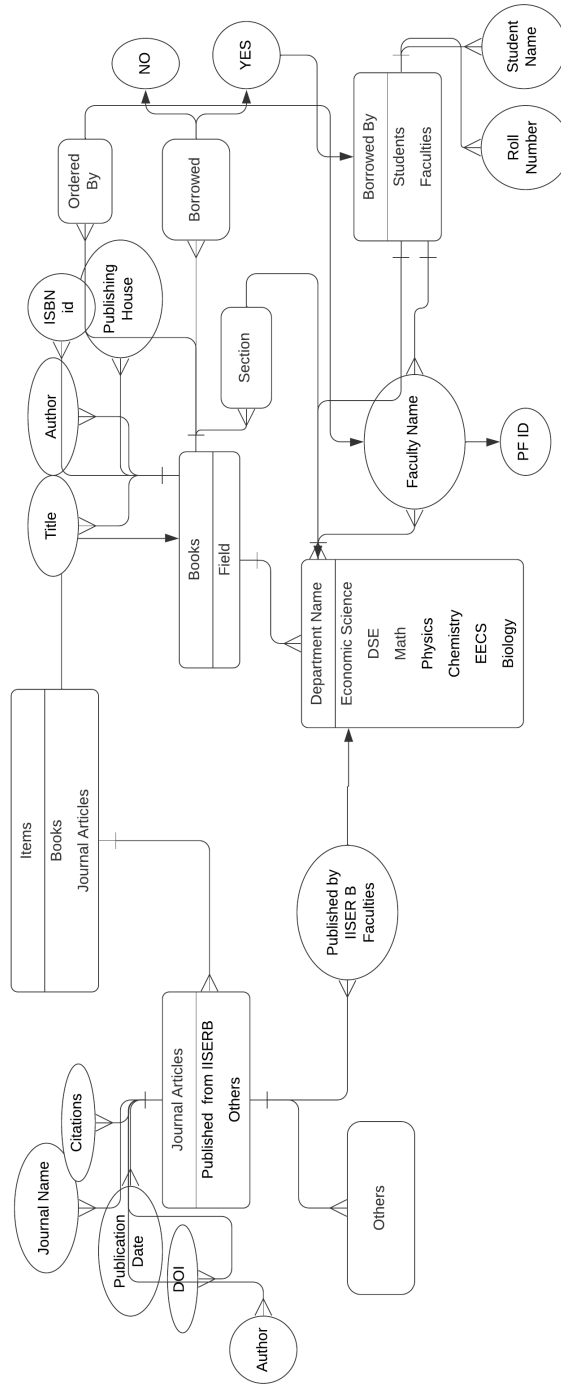 Items
Books
Journal Articles
Journal Name
Citations
Publication
Date
DOI
Author
Journal Articles
Published from IISERB
Others
Others
Published by
IISER B
Faculties
Title
Author
ISBN
id
Publishing
House
Books
Field
Ordered
By
Borrowed
NO
YES
Section
Department Name
Economic Science
DSE
Math
Physics
Chemistry
EECS
Biology
Faculty Name
PF ID
Borrowed By
Students
Faculties
Student
Name
Roll
Number